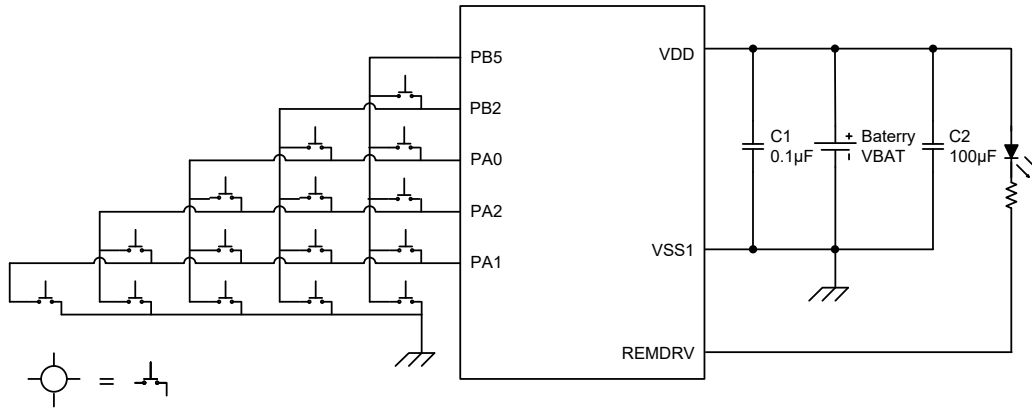 PB5
PB2
PA0
PA2
PA1
VDD
VSS1
REMDRV
C1
0.1µF
+ Baterry
- VBAT
C2
100µF
=